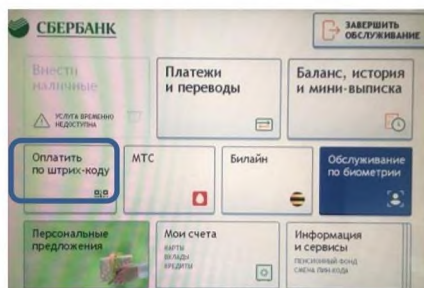 СБЕРБАНК
ЗАВЕРШИТЬ
ОБСЛУЖИВАНИЕ
Внести
наличные
УСЛУГА ВРЕМЕННО
НЕДОСТУПНА
Платежи
и переводы
Баланс, история
и мини-выписка
Оплатить
по штрих-коду
МТС
Билайн
Обслуживание
по биометрии
Персональные
предложения
Мои счета
КАРТЫ
ВКЛАДЫ
КРЕДИТЫ
Информация
и сервисы
ПЕНСИОННЫЙ ФОНД
СМЕНА ПИН-КОДА